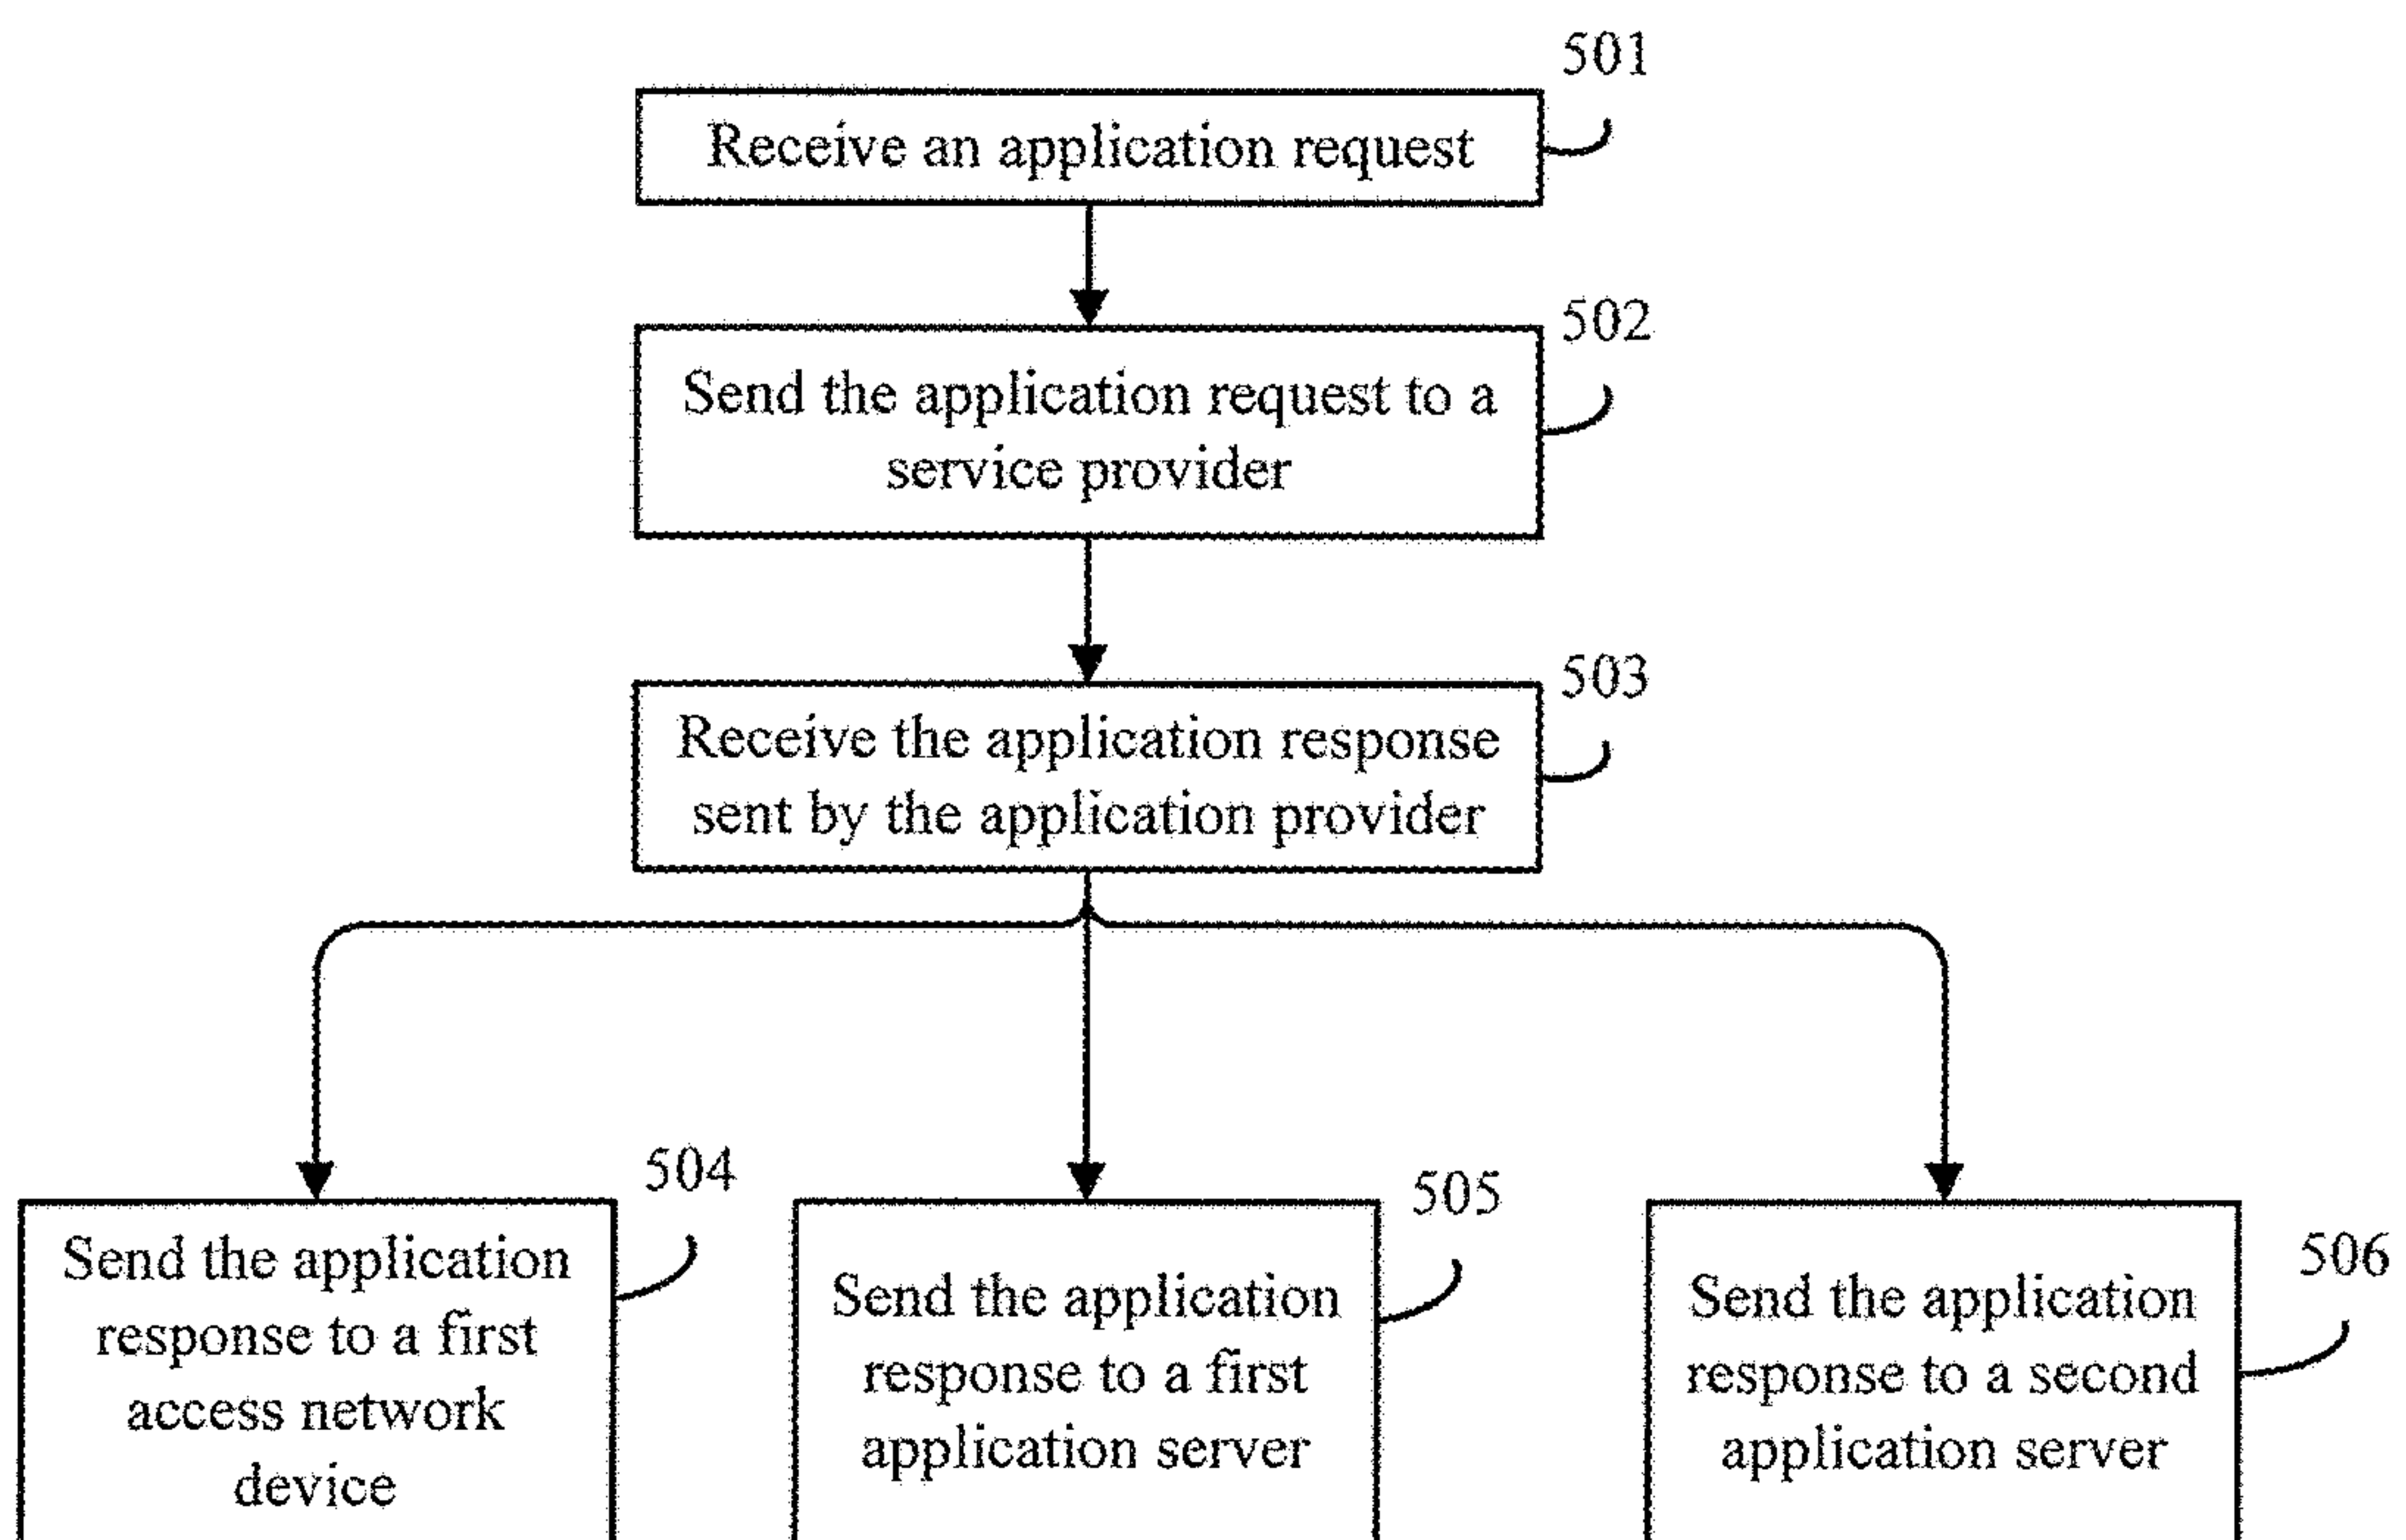 501
Receive an application request
502
Send the application request to a
service provider
503
Receive the application response
sent by the application provider
504
Send the application
response to a first
access network
device
505
Send the application
response to a first
application server
506
Send the application
response to a second
application server